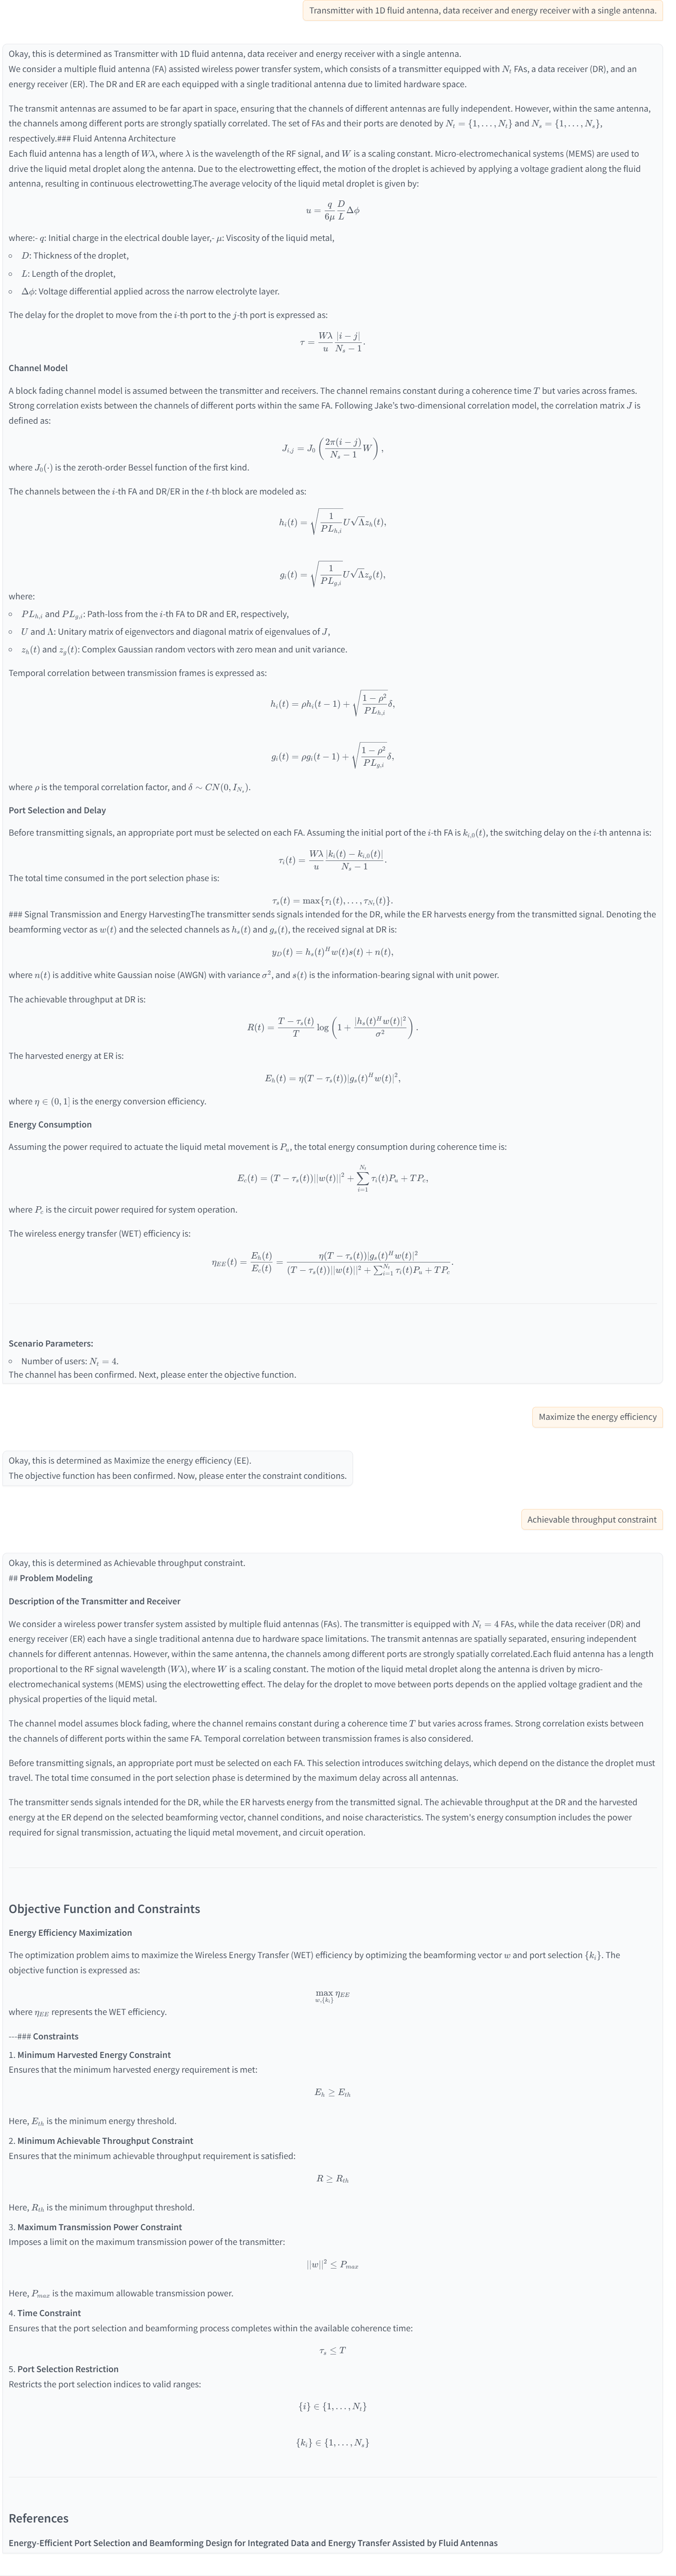 Transmitter with 1D fluid antenna, data receiver and energy receiver with a single antenna.
Okay, this is determined as Transmitter with 1D fluid antenna, data receiver and energy receiver with a single antenna.
We consider a multiple fluid antenna (FA) assisted wireless power transfer system, which consists of a transmitter equipped with $N_t$ FAs, a data receiver (DR), and an
energy receiver (ER). The DR and ER are each equipped with a single traditional antenna due to limited hardware space.
The transmit antennas are assumed to be far apart in space, ensuring that the channels of different antennas are fully independent. However, within the same antenna,
the channels among different ports are strongly spatially correlated. The set of FAs and their ports are denoted by $N_t = \{1, \ldots, N_t\}$ and $N_s = \{1, \ldots, N_s\}$,
respectively.### Fluid Antenna Architecture
Each fluid antenna has a length of $W\lambda$, where $\lambda$ is the wavelength of the RF signal, and $W$ is a scaling constant. Micro-electromechanical systems (MEMS) are used to
drive the liquid metal droplet along the antenna. Due to the electrowetting effect, the motion of the droplet is achieved by applying a voltage gradient along the fluid
antenna, resulting in continuous electrowetting.The average velocity of the liquid metal droplet is given by:
$u = \frac{q}{6\mu} \frac{D}{L} \Delta\phi$
where:- $q$: Initial charge in the electrical double layer,- $\mu$: Viscosity of the liquid metal,
○ $D$: Thickness of the droplet,
○ $L$: Length of the droplet,
○ $\Delta\phi$: Voltage differential applied across the narrow electrolyte layer.
The delay for the droplet to move from the $i$-th port to the $j$-th port is expressed as:
$\tau = \frac{W\lambda}{u} \frac{|i-j|}{N_s-1}.$
Channel Model
A block fading channel model is assumed between the transmitter and receivers. The channel remains constant during a coherence time $T$ but varies across frames.
Strong correlation exists between the channels of different ports within the same FA. Following Jake's two-dimensional correlation model, the correlation matrix $J$ is
defined as:
$J_{i,j} = J_0\left(\frac{2\pi(i-j)}{N_s-1}W\right),$
where $J_0(\cdot)$ is the zeroth-order Bessel function of the first kind.
The channels between the $i$-th FA and DR/ER in the $t$-th block are modeled as:
$h_i(t) = \sqrt{\frac{1}{PL_{h,i}}} U\sqrt{\Lambda} z_h(t),$
$g_i(t) = \sqrt{\frac{1}{PL_{g,i}}} U\sqrt{\Lambda} z_g(t),$
where:
○ $PL_{h,i}$ and $PL_{g,i}$: Path-loss from the $i$-th FA to DR and ER, respectively,
○ $U$ and $\Lambda$: Unitary matrix of eigenvectors and diagonal matrix of eigenvalues of $J$,
○ $z_h(t)$ and $z_g(t)$: Complex Gaussian random vectors with zero mean and unit variance.
Temporal correlation between transmission frames is expressed as:
$h_i(t) = \rho h_i(t-1) + \sqrt{\frac{1-\rho^2}{PL_{h,i}}} \delta,$
$g_i(t) = \rho g_i(t-1) + \sqrt{\frac{1-\rho^2}{PL_{g,i}}} \delta,$
where $\rho$ is the temporal correlation factor, and $\delta \sim CN(0, I_{N_s})$.
Port Selection and Delay
Before transmitting signals, an appropriate port must be selected on each FA. Assuming the initial port of the $i$-th FA is $k_{i,0}(t)$, the switching delay on the $i$-th antenna is:
$\tau_i(t) = \frac{W\lambda}{u} \frac{|k_i(t)-k_{i,0}(t)|}{N_s-1}.$
The total time consumed in the port selection phase is:
$\tau_s(t) = \max\{\tau_1(t), \ldots, \tau_{N_t}(t)\}.$
### Signal Transmission and Energy HarvestingThe transmitter sends signals intended for the DR, while the ER harvests energy from the transmitted signal. Denoting the
beamforming vector as $w(t)$ and the selected channels as $h_s(t)$ and $g_s(t)$, the received signal at DR is:
$y_D(t) = h_s(t)^H w(t)s(t) + n(t),$
where $n(t)$ is additive white Gaussian noise (AWGN) with variance $\sigma^2$, and $s(t)$ is the information-bearing signal with unit power.
The achievable throughput at DR is:
$R(t) = \frac{T-\tau_s(t)}{T} \log\left(1 + \frac{|h_s(t)^H w(t)|^2}{\sigma^2}\right).$
The harvested energy at ER is:
$E_h(t) = \eta(T-\tau_s(t))|g_s(t)^H w(t)|^2,$
where $\eta \in (0, 1]$ is the energy conversion efficiency.
Energy Consumption
Assuming the power required to actuate the liquid metal movement is $P_u$, the total energy consumption during coherence time is:
$E_c(t) = (T-\tau_s(t))||w(t)||^2 + \sum_{i=1}^{N_t} \tau_i(t)P_u + TP_c,$
where $P_c$ is the circuit power required for system operation.
The wireless energy transfer (WET) efficiency is:
$\eta_{EE}(t) = \frac{E_h(t)}{E_c(t)} = \frac{\eta(T-\tau_s(t))|g_s(t)^H w(t)|^2}{(T-\tau_s(t))||w(t)||^2 + \sum_{i=1}^{N_t} \tau_i(t)P_u + TP_c}.$
Scenario Parameters:
○ Number of users: $N_t = 4$.
The channel has been confirmed. Next, please enter the objective function.
Maximize the energy efficiency
Okay, this is determined as Maximize the energy efficiency (EE).
The objective function has been confirmed. Now, please enter the constraint conditions.
Achievable throughput constraint
Okay, this is determined as Achievable throughput constraint.
## Problem Modeling
Description of the Transmitter and Receiver
We consider a wireless power transfer system assisted by multiple fluid antennas (FAs). The transmitter is equipped with $N_t = 4$ FAs, while the data receiver (DR) and
energy receiver (ER) each have a single traditional antenna due to hardware space limitations. The transmit antennas are spatially separated, ensuring independent
channels for different antennas. However, within the same antenna, the channels among different ports are strongly spatially correlated.Each fluid antenna has a length
proportional to the RF signal wavelength ($W\lambda$), where $W$ is a scaling constant. The motion of the liquid metal droplet along the antenna is driven by micro-
electromechanical systems (MEMS) using the electrowetting effect. The delay for the droplet to move between ports depends on the applied voltage gradient and the
physical properties of the liquid metal.
The channel model assumes block fading, where the channel remains constant during a coherence time $T$ but varies across frames. Strong correlation exists between
the channels of different ports within the same FA. Temporal correlation between transmission frames is also considered.
Before transmitting signals, an appropriate port must be selected on each FA. This selection introduces switching delays, which depend on the distance the droplet must
travel. The total time consumed in the port selection phase is determined by the maximum delay across all antennas.
The transmitter sends signals intended for the DR, while the ER harvests energy from the transmitted signal. The achievable throughput at the DR and the harvested
energy at the ER depend on the selected beamforming vector, channel conditions, and noise characteristics. The system's energy consumption includes the power
required for signal transmission, actuating the liquid metal movement, and circuit operation.
Objective Function and Constraints
Energy Efficiency Maximization
The optimization problem aims to maximize the Wireless Energy Transfer (WET) efficiency by optimizing the beamforming vector $w$ and port selection $\{k_i\}$. The
objective function is expressed as:
$\max_{w,\{k_i\}} \eta_{EE}$
where $\eta_{EE}$ represents the WET efficiency.
---### Constraints
1. Minimum Harvested Energy Constraint
Ensures that the minimum harvested energy requirement is met:
$E_h \geq E_{th}$
Here, $E_{th}$ is the minimum energy threshold.
2. Minimum Achievable Throughput Constraint
Ensures that the minimum achievable throughput requirement is satisfied:
$R \geq R_{th}$
Here, $R_{th}$ is the minimum throughput threshold.
3. Maximum Transmission Power Constraint
Imposes a limit on the maximum transmission power of the transmitter:
$||w||^2 \leq P_{max}$
Here, $P_{max}$ is the maximum allowable transmission power.
4. Time Constraint
Ensures that the port selection and beamforming process completes within the available coherence time:
$\tau_s \leq T$
5. Port Selection Restriction
Restricts the port selection indices to valid ranges:
$\{i\} \in \{1, \ldots, N_t\}$
$\{k_i\} \in \{1, \ldots, N_s\}$
References
Energy-Efficient Port Selection and Beamforming Design for Integrated Data and Energy Transfer Assisted by Fluid Antennas